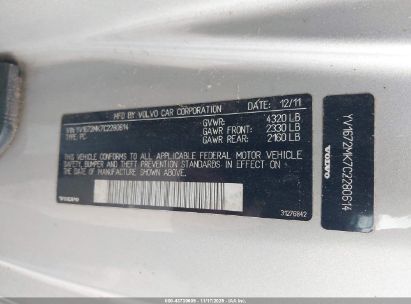 MFD. BY VOLVO CAR CORPORATION 12/11
VIN: YV1672MK7C2280614
TYPE: PC
GVWR: 4320 LB
GAWR FRONT: 2330 LB
GAWR REAR: 2160 LB
THIS VEHICLE CONFORMS TO ALL APPLICABLE FEDERAL MOTOR VEHICLE
SAFETY, BUMPER AND THEFT PREVENTION STANDARDS IN EFFECT ON
THE DATE OF MANUFACTURE SHOWN ABOVE.
VOLVO
31276842
YV1672MK7C2280614
VOLVO